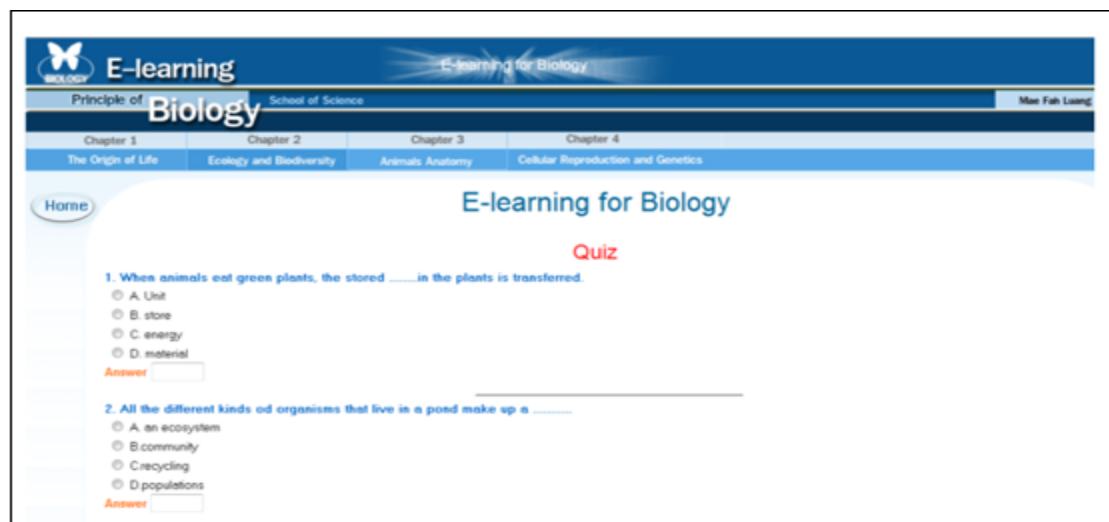 BIOLOGY
E-learning
E-learning for Biology
Principle of Biology
School of Science
Mae Fah Luang
Chapter 1 Chapter 2 Chapter 3 Chapter 4
The Origin of Life Ecology and Biodiversity Animals Anatomy Cellular Reproduction and Genetics
Home
E-learning for Biology
Quiz
1. When animals eat green plants, the stored ........in the plants is transferred.
A. Unit
B. store
C. energy
D. material
Answer
2. All the different kinds od organisms that live in a pond make up a ...........
A. an ecosystem
B.community
C.recycling
D.populations
Answer